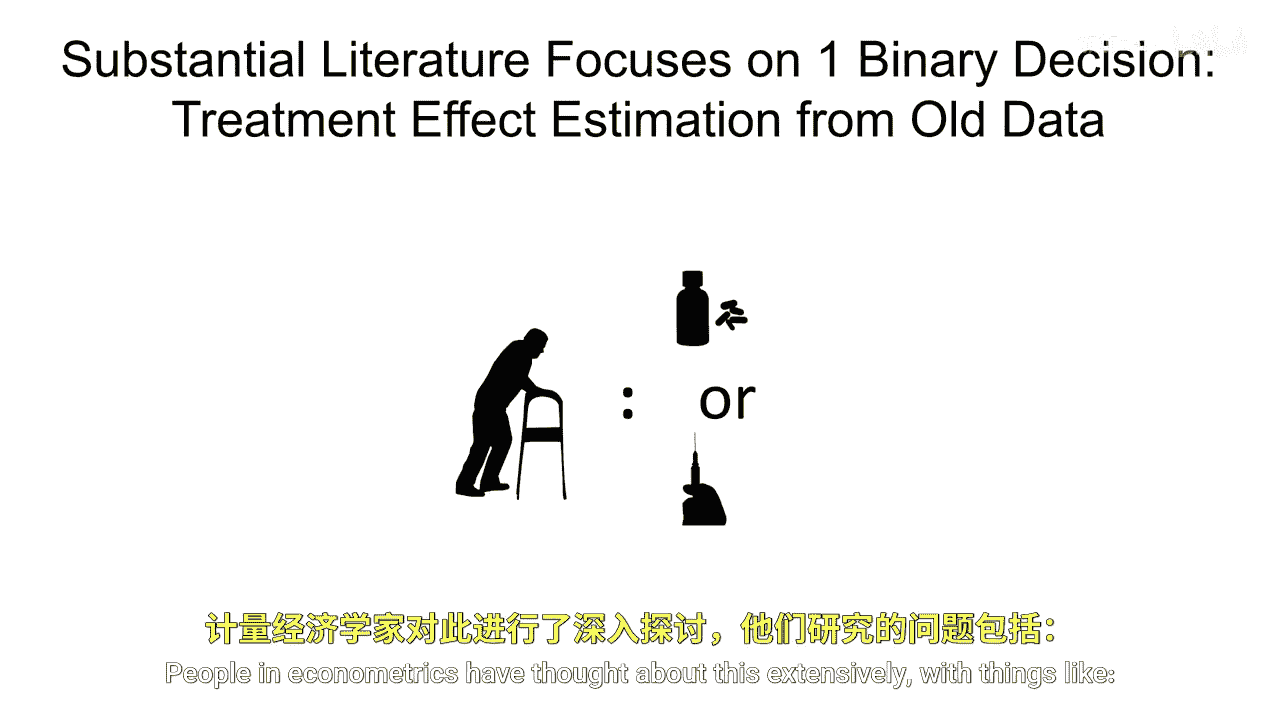 Substantial Literature Focuses on 1 Binary Decision:
Treatment Effect Estimation from Old Data
: or
计量经济学家对此进行了深入探讨，他们研究的问题包括：
People in econometrics have thought about this extensively, with things like: